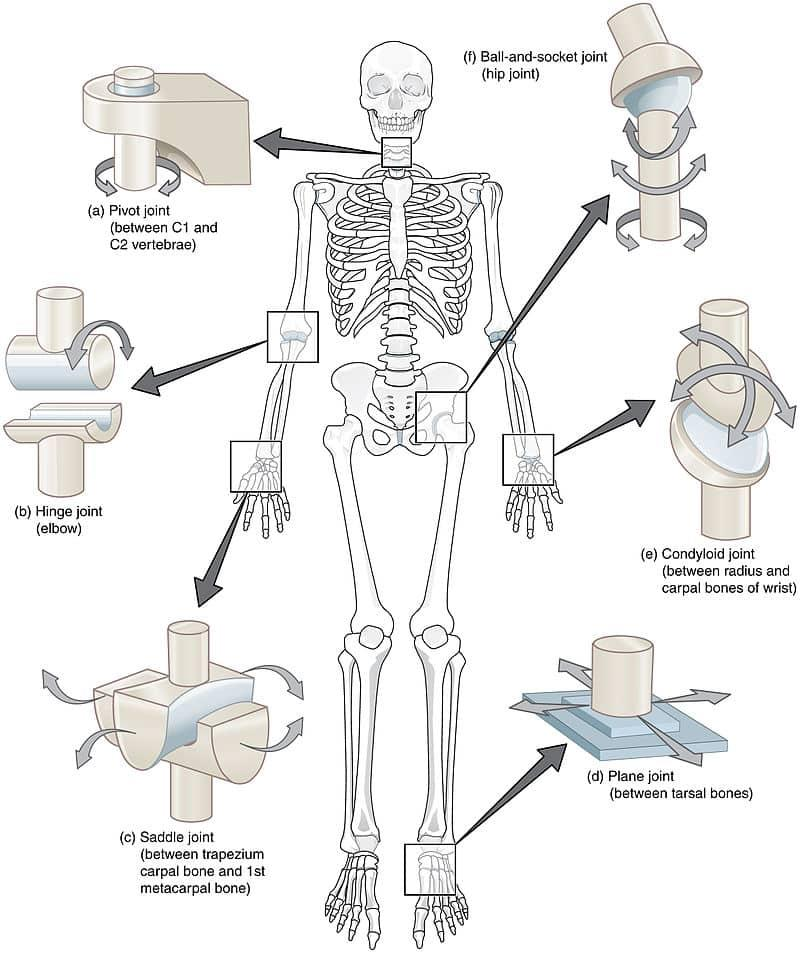 (a) Pivot joint
(between C1 and
C2 vertebrae)
(b) Hinge joint
(elbow)
(c) Saddle joint
(between trapezium
carpal bone and 1st
metacarpal bone)
(d) Plane joint
(between tarsal bones)
(e) Condyloid joint
(between radius and
carpal bones of wrist)
(f) Ball-and-socket joint
(hip joint)